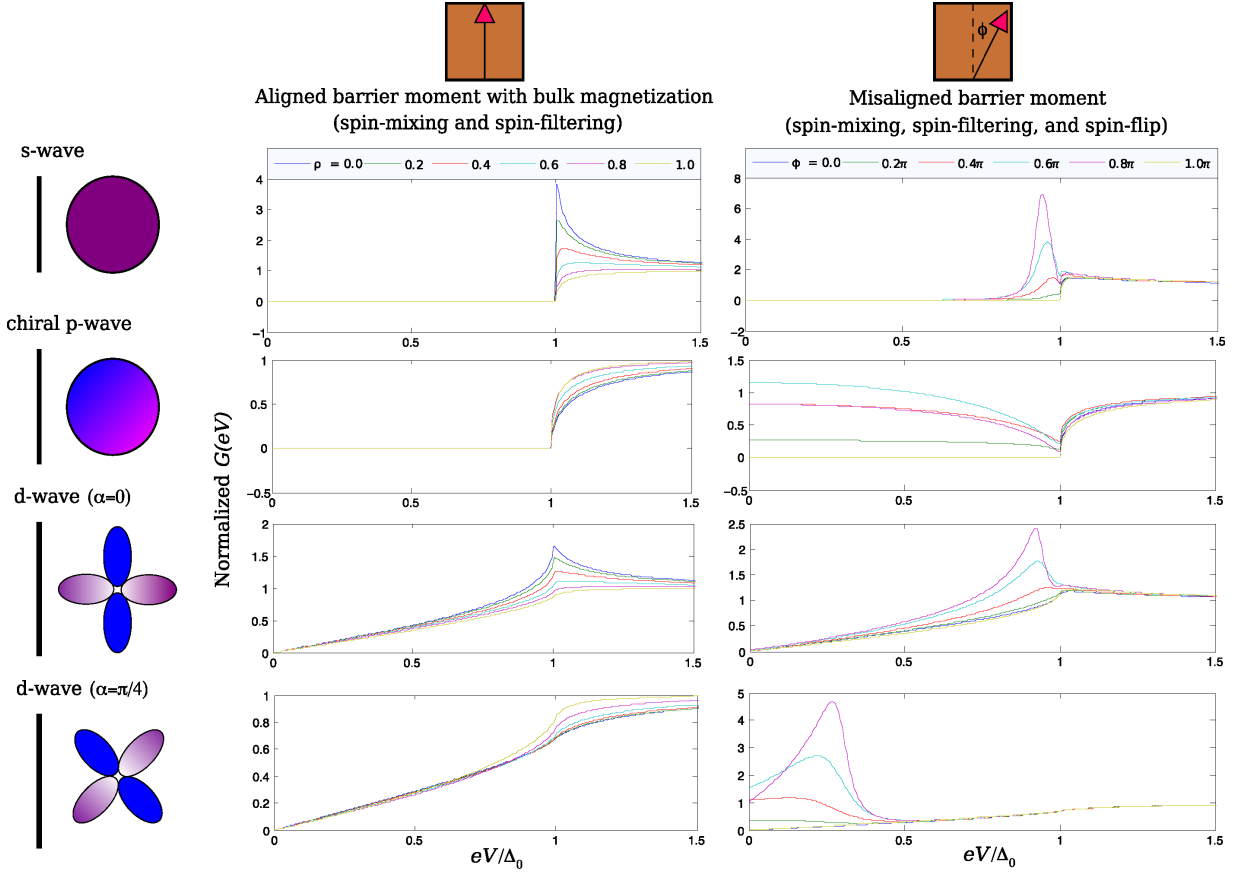 ϕ
Aligned barrier moment with bulk magnetization
(spin-mixing and spin-filtering)
Misaligned barrier moment
(spin-mixing, spin-filtering, and spin-flip)
s-wave
ρ = 0.0 0.2 0.4 0.6 0.8 1.0
4
3
2
1
0
−1
0 0.5 1 1.5
ϕ = 0.0 0.2π 0.4π 0.6π 0.8π 1.0π
8
6
4
2
0
−2
0 0.5 1 1.5
chiral p-wave
1
0.5
0
−0.5
0 0.5 1 1.5
1.5
1
0.5
0
−0.5
0 0.5 1 1.5
Normalized G(eV)
d-wave (α=0)
2
1.5
1
0.5
0
0 0.5 1 1.5
2.5
2
1.5
1
0.5
0
0 0.5 1 1.5
d-wave (α=π/4)
1
0.8
0.6
0.4
0.2
0
0 0.5 1 1.5
eV/Δ0
5
4
3
2
1
0
0 0.5 1 1.5
eV/Δ0